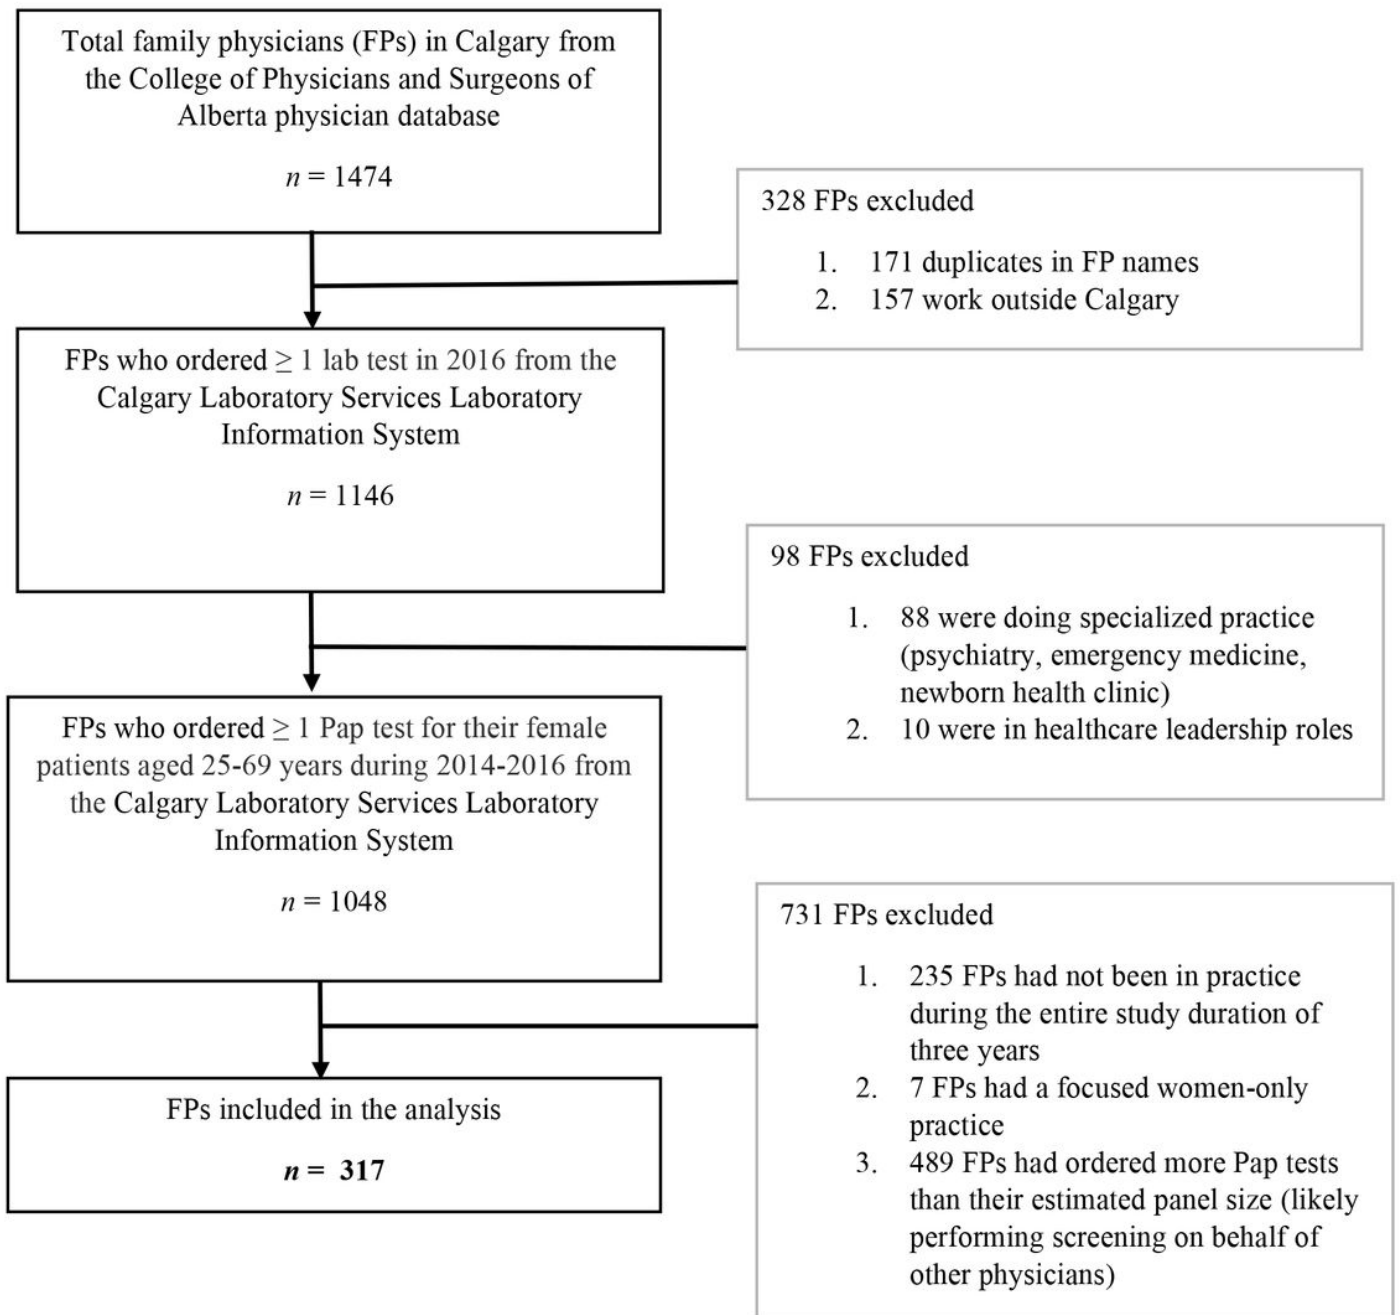 Total family physicians (FPs) in Calgary from
the College of Physicians and Surgeons of
Alberta physician database
n = 1474
328 FPs excluded
1. 171 duplicates in FP names
2. 157 work outside Calgary
FPs who ordered ≥ 1 lab test in 2016 from the
Calgary Laboratory Services Laboratory
Information System
n = 1146
98 FPs excluded
1. 88 were doing specialized practice
(psychiatry, emergency medicine,
newborn health clinic)
2. 10 were in healthcare leadership roles
FPs who ordered ≥ 1 Pap test for their female
patients aged 25-69 years during 2014-2016 from
the Calgary Laboratory Services Laboratory
Information System
n = 1048
731 FPs excluded
1. 235 FPs had not been in practice
during the entire study duration of
three years
2. 7 FPs had a focused women-only
practice
3. 489 FPs had ordered more Pap tests
than their estimated panel size (likely
performing screening on behalf of
other physicians)
FPs included in the analysis
n = 317